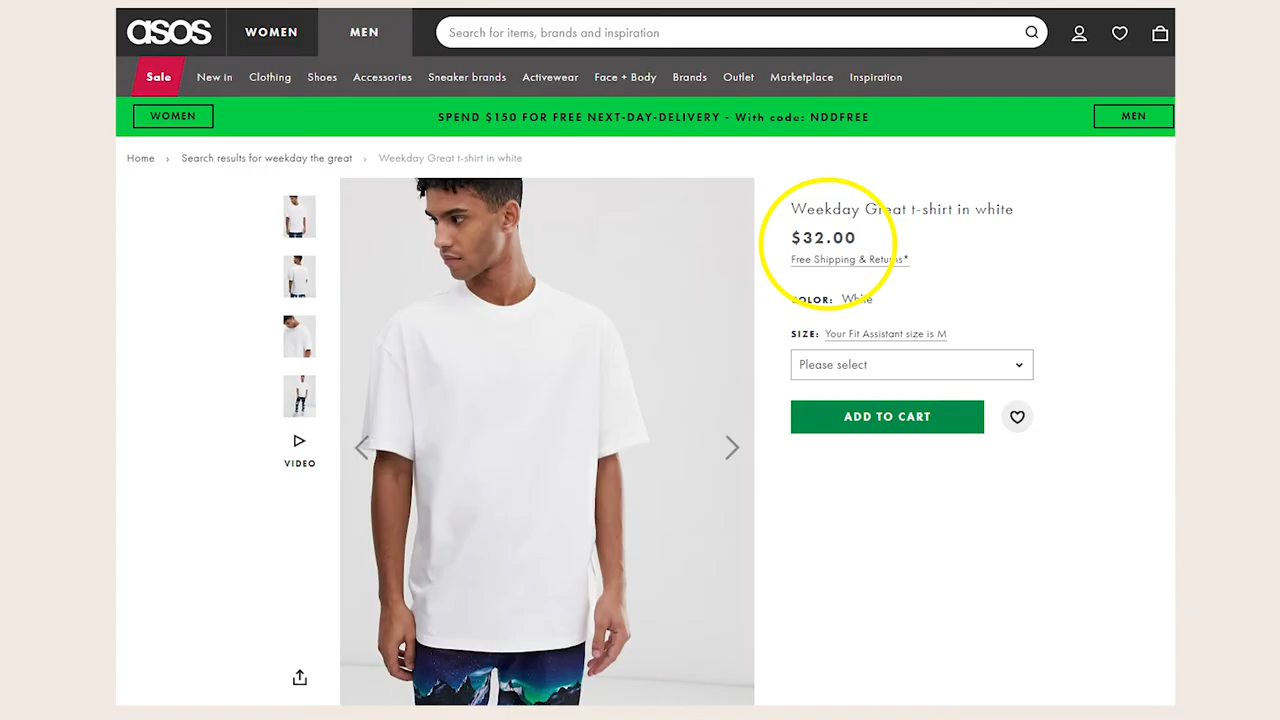 asos
WOMEN
MEN
Search for items, brands and inspiration
Sale
New in
Clothing
Shoes
Accessories
Sneaker brands
Activewear
Face + Body
Brands
Outlet
Marketplace
Inspiration
WOMEN
SPEND $150 FOR FREE NEXT-DAY-DELIVERY - With code: NDDFREE
MEN
Home › Search results for weekday the great › Weekday Great t-shirt in white
Weekday Great t-shirt in white
$32.00
Free Shipping & Returns*
COLOR: White
SIZE: Your Fit Assistant size is M
Please select
ADD TO CART
VIDEO